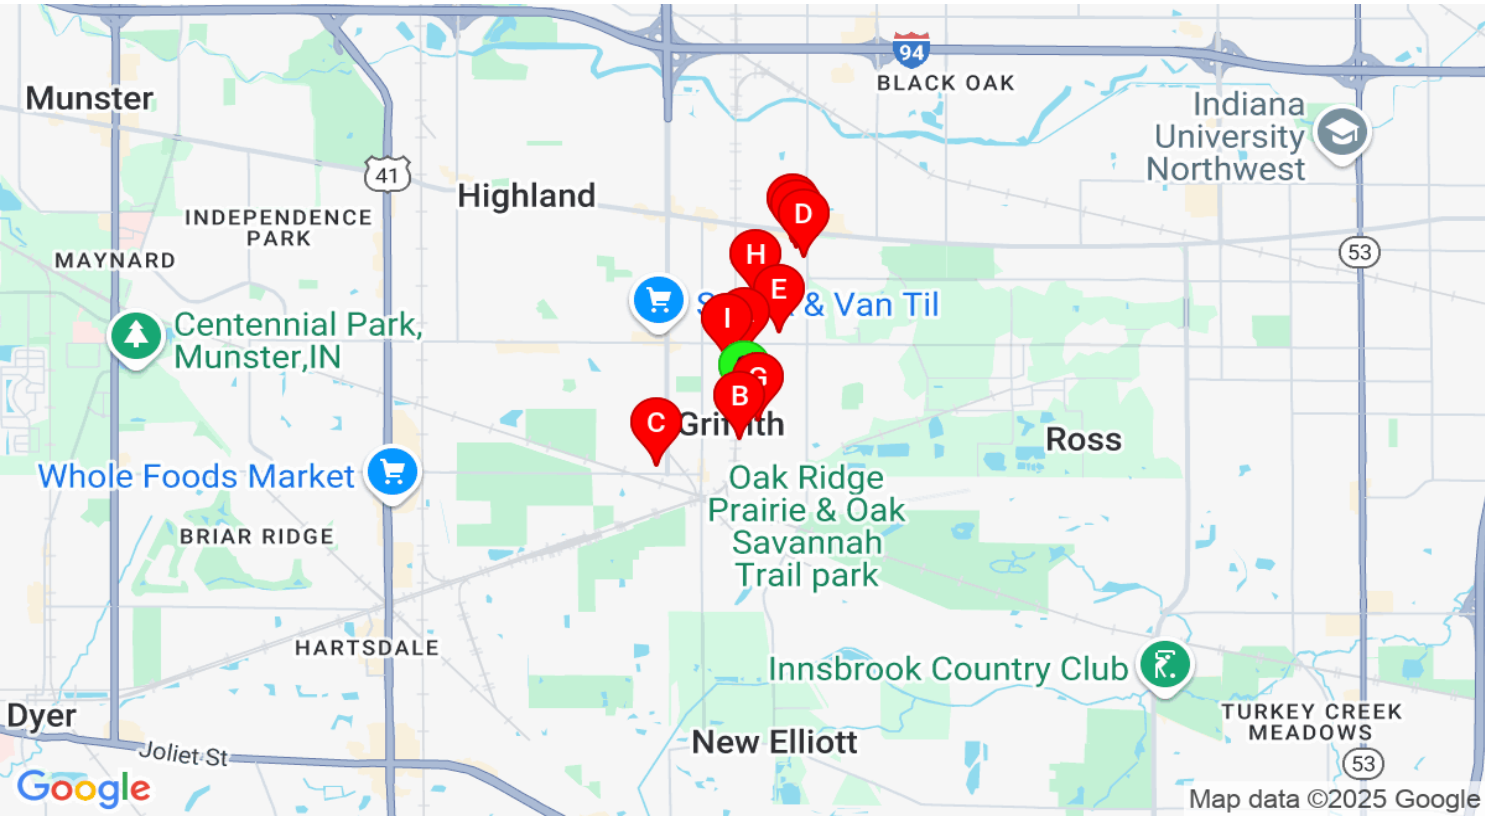 94
BLACK OAK
Munster
Indiana
University
Northwest
41
Highland
INDEPENDENCE
PARK
D
53
MAYNARD
H
E
& Van Til
I
Centennial Park,
Munster,IN
G
B
C
Griffith
Ross
Whole Foods Market
Oak Ridge
Prairie & Oak
Savannah
Trail park
BRIAR RIDGE
HARTSDALE
Innsbrook Country Club
Dyer
TURKEY CREEK
MEADOWS
New Elliott
Joliet St
53
Google
Map data ©2025 Google